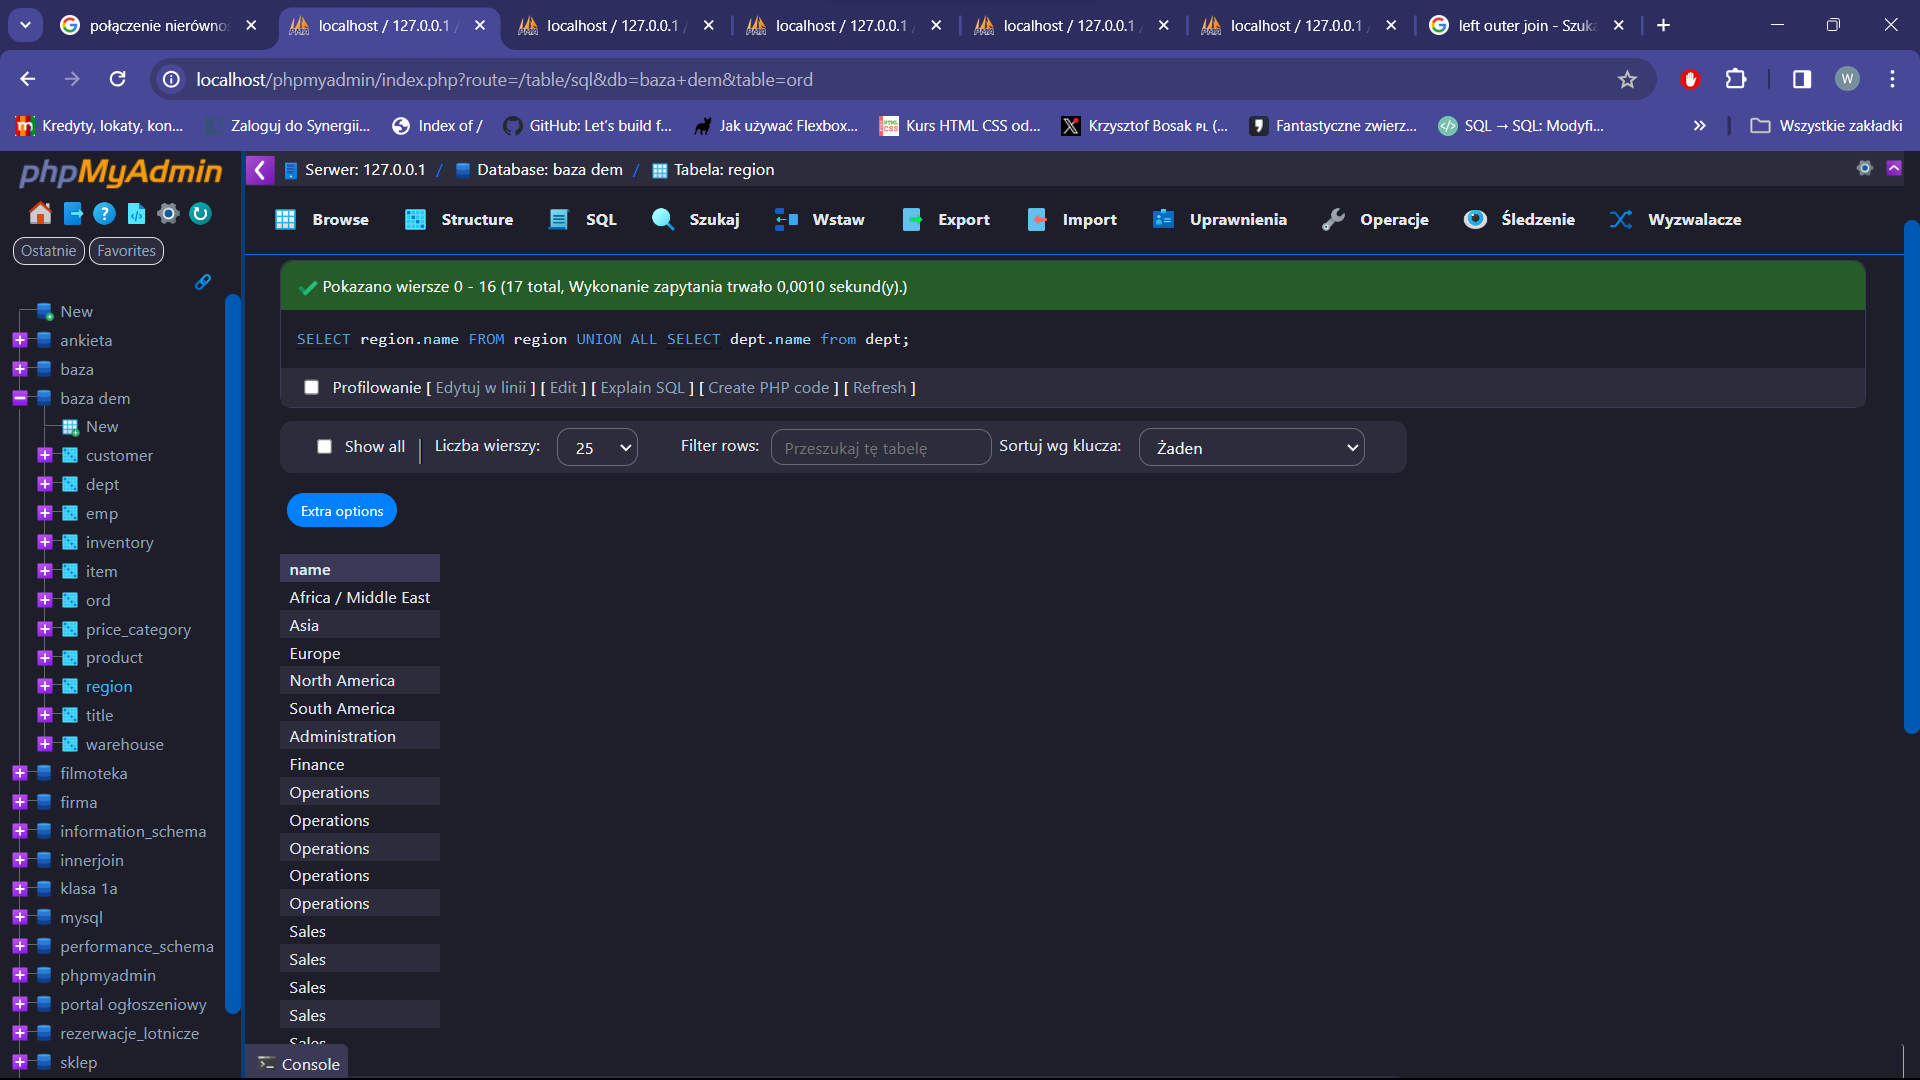 połączenie nierównoś
localhost / 127.0.0.1 /
localhost / 127.0.0.1 /
localhost / 127.0.0.1 /
localhost / 127.0.0.1 /
localhost / 127.0.0.1 /
left outer join - Szuka
localhost/phpmyadmin/index.php?route=/table/sql&db=baza+dem&table=ord
W
Kredyty, lokaty, kon...
Zaloguj do Synergii...
Index of /
GitHub: Let's build f...
Jak używać Flexbox...
Kurs HTML CSS od...
Krzysztof Bosak PL (...
Fantastyczne zwierz...
SQL → SQL: Modyfi...
»
Wszystkie zakładki
phpMyAdmin
Ostatnie
Favorites
New
ankieta
baza
baza dem
New
customer
dept
emp
inventory
item
ord
price_category
product
region
title
warehouse
filmoteka
firma
information_schema
innerjoin
klasa 1a
mysql
performance_schema
phpmyadmin
portal ogłoszeniowy
rezerwacje_lotnicze
sklep
Serwer: 127.0.0.1 / Database: baza dem / Tabela: region
Browse
Structure
SQL
Szukaj
Wstaw
Export
Import
Uprawnienia
Operacje
Śledzenie
Wyzwalacze
Pokazano wiersze 0 - 16 (17 total, Wykonanie zapytania trwało 0,0010 sekund(y).)
SELECT region.name FROM region UNION ALL SELECT dept.name from dept;
Profilowanie [ Edytuj w linii ] [ Edit ] [ Explain SQL ] [ Create PHP code ] [ Refresh ]
Show all | Liczba wierszy: 25 Filter rows: Przeszukaj tę tabelę Sortuj wg klucza: Żaden
Extra options
name
Africa / Middle East
Asia
Europe
North America
South America
Administration
Finance
Operations
Operations
Operations
Operations
Operations
Sales
Sales
Sales
Sales
Sales
Console